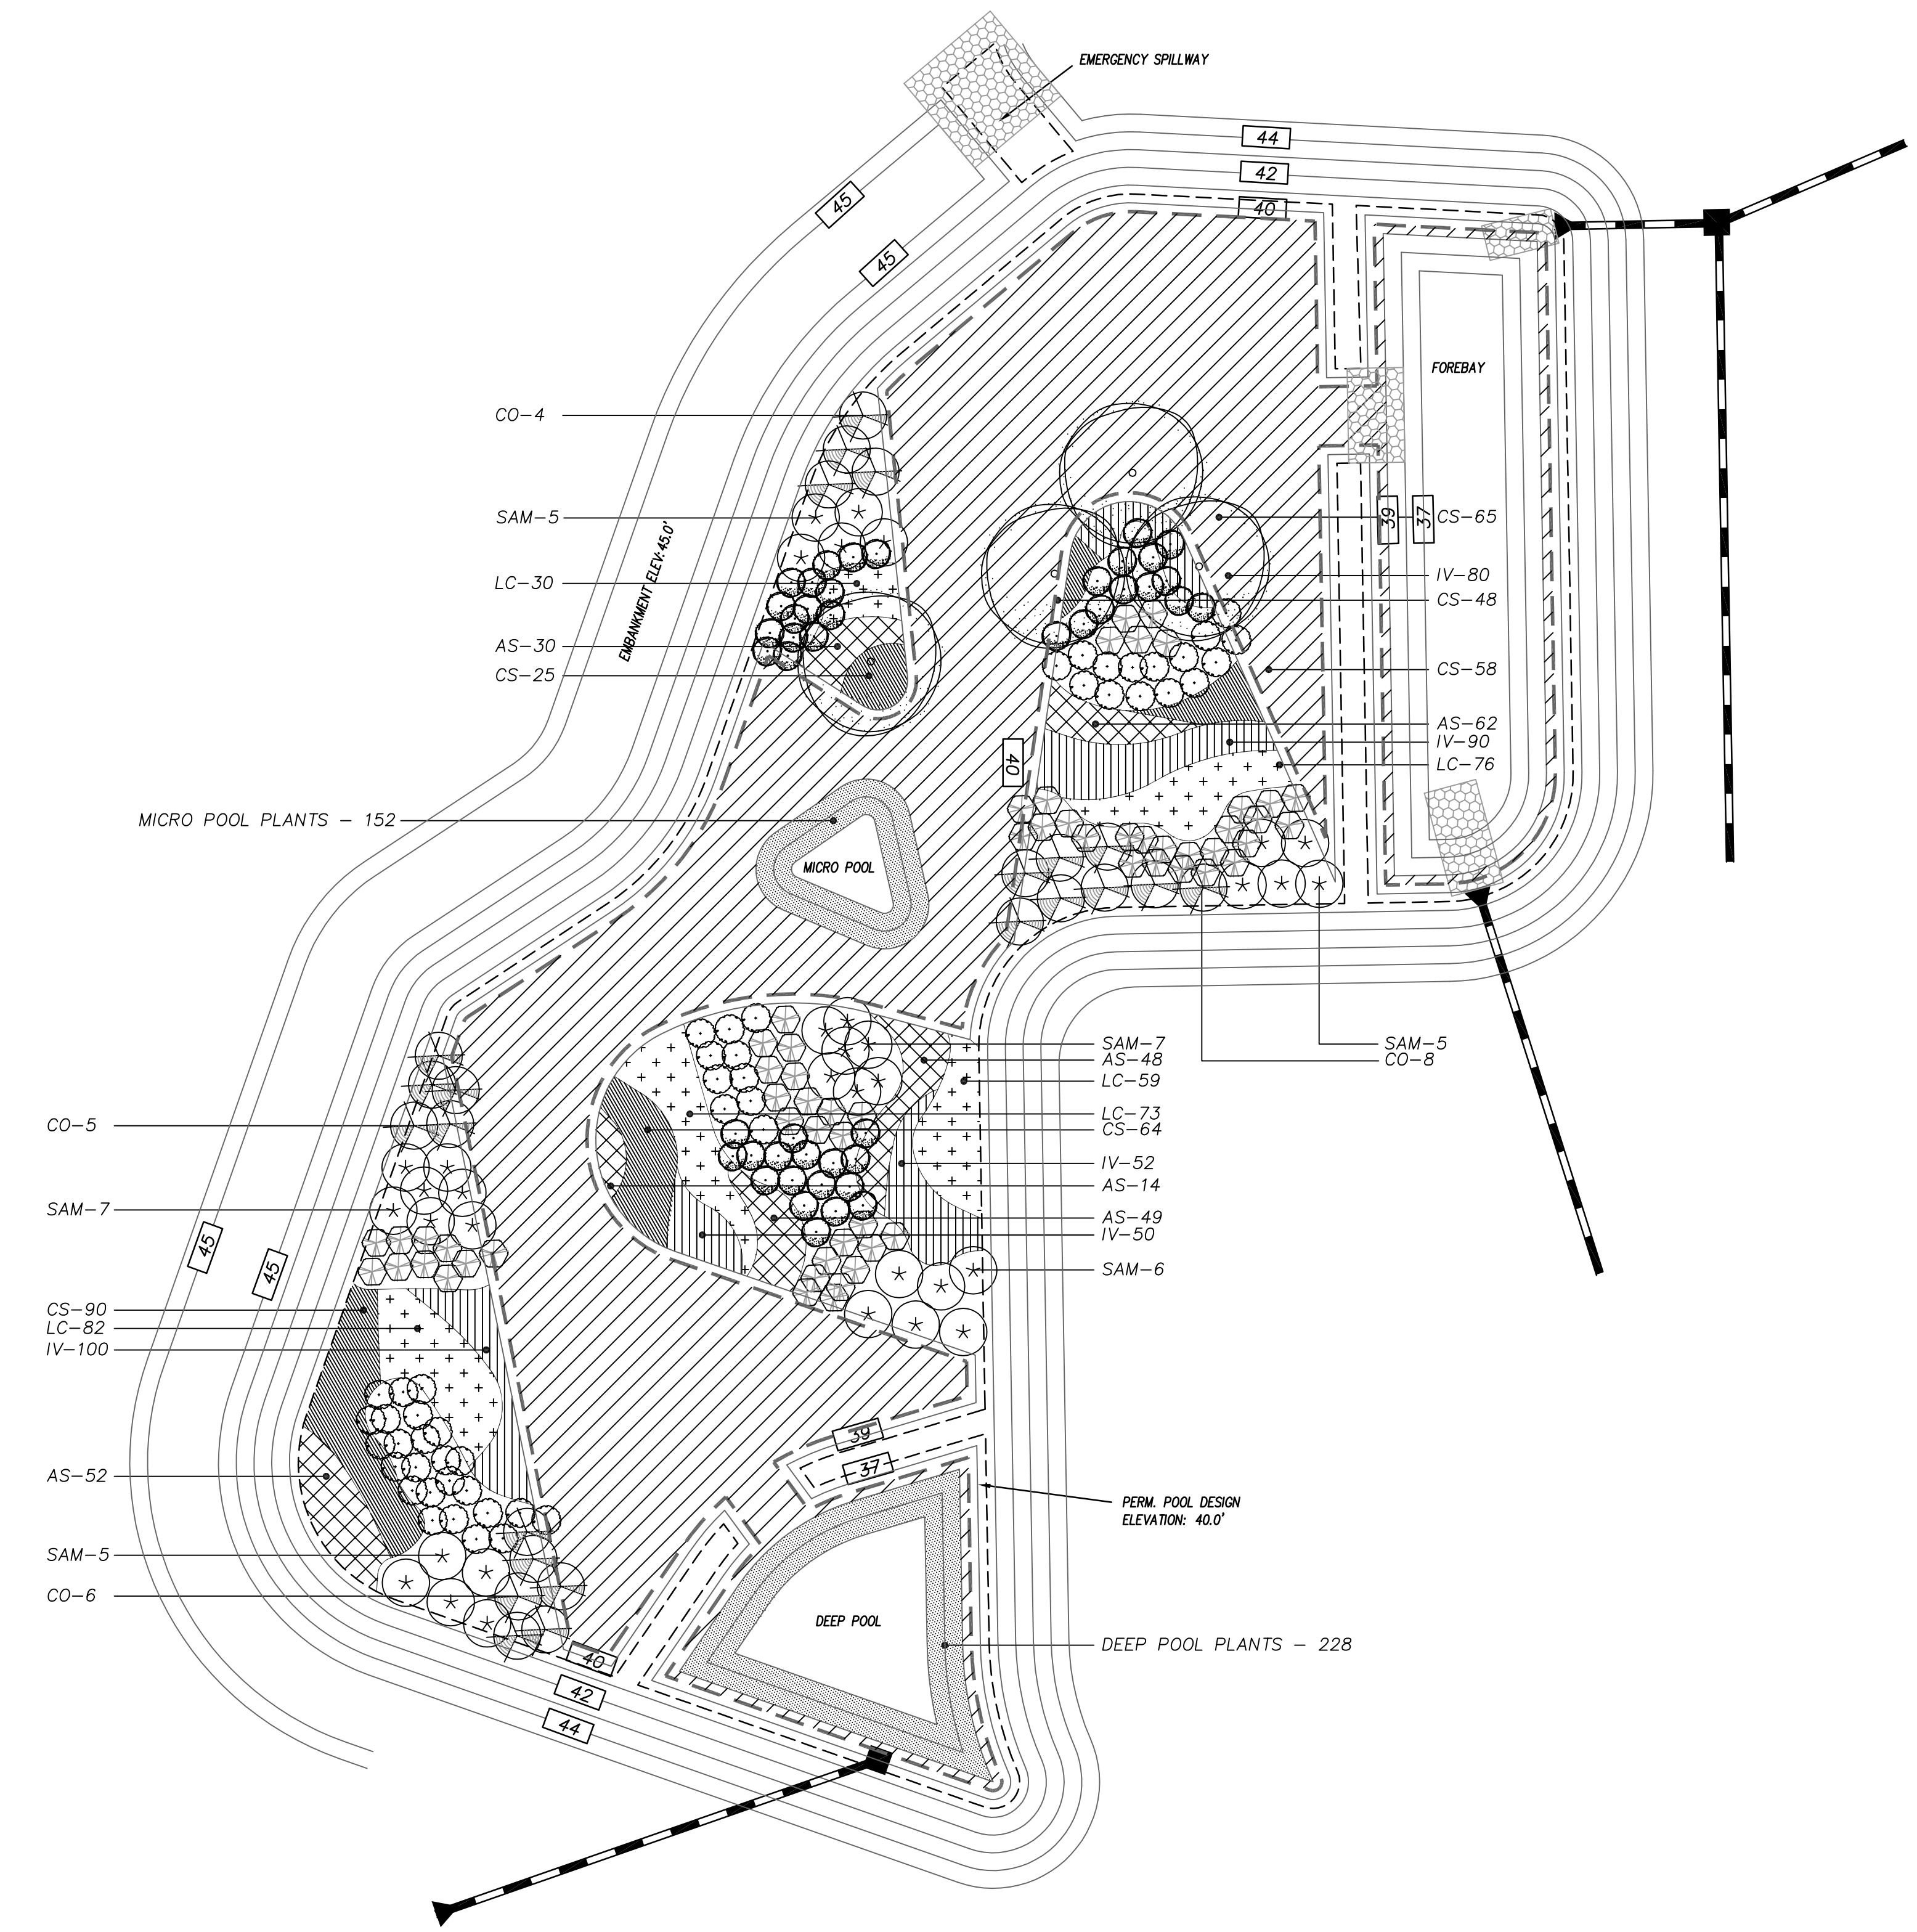 EMERGENCY SPILLWAY
44
42
45
40
45
FOREBAY
CO-4
SAM-5
39
37
CS-65
EMBANKMENT ELEV: 45.0'
LC-30
IV-80
CS-48
AS-30
CS-25
CS-58
AS-62
IV-90
40
LC-76
MICRO POOL PLANTS - 152
MICRO POOL
SAM-7
SAM-5
AS-48
CO-8
LC-59
LC-73
CO-5
CS-64
IV-52
AS-14
SAM-7
AS-49
IV-50
45
45
SAM-6
CS-90
LC-82
IV-100
39
37
AS-52
PERM. POOL DESIGN
ELEVATION: 40.0'
SAM-5
CO-6
DEEP POOL
DEEP POOL PLANTS - 228
40
42
44